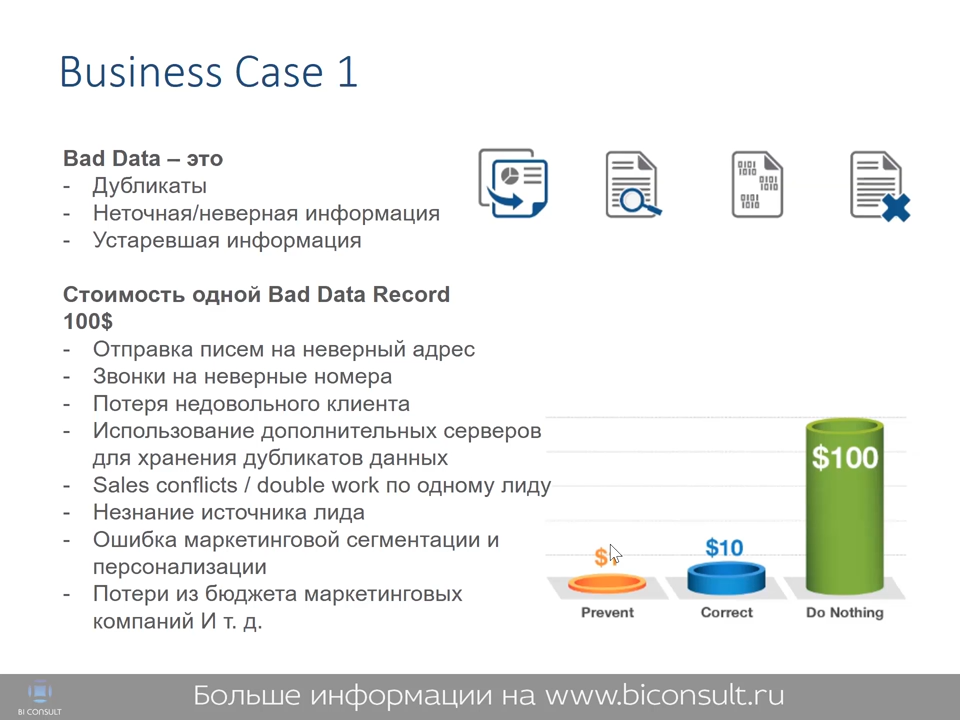 Business Case 1
Bad Data – это
- Дубликаты
- Неточная/неверная информация
- Устаревшая информация
Стоимость одной Bad Data Record
100$
- Отправка писем на неверный адрес
- Звонки на неверные номера
- Потеря недовольного клиента
- Использование дополнительных серверов
для хранения дубликатов данных
- Sales conflicts / double work по одному лиду
- Незнание источника лида
- Ошибка маркетинговой сегментации и
персонализации
- Потери из бюджета маркетинговых
компаний И т. д.
$100
$10
$
Prevent
Correct
Do Nothing
BI CONSULT
Больше информации на www.biconsult.ru